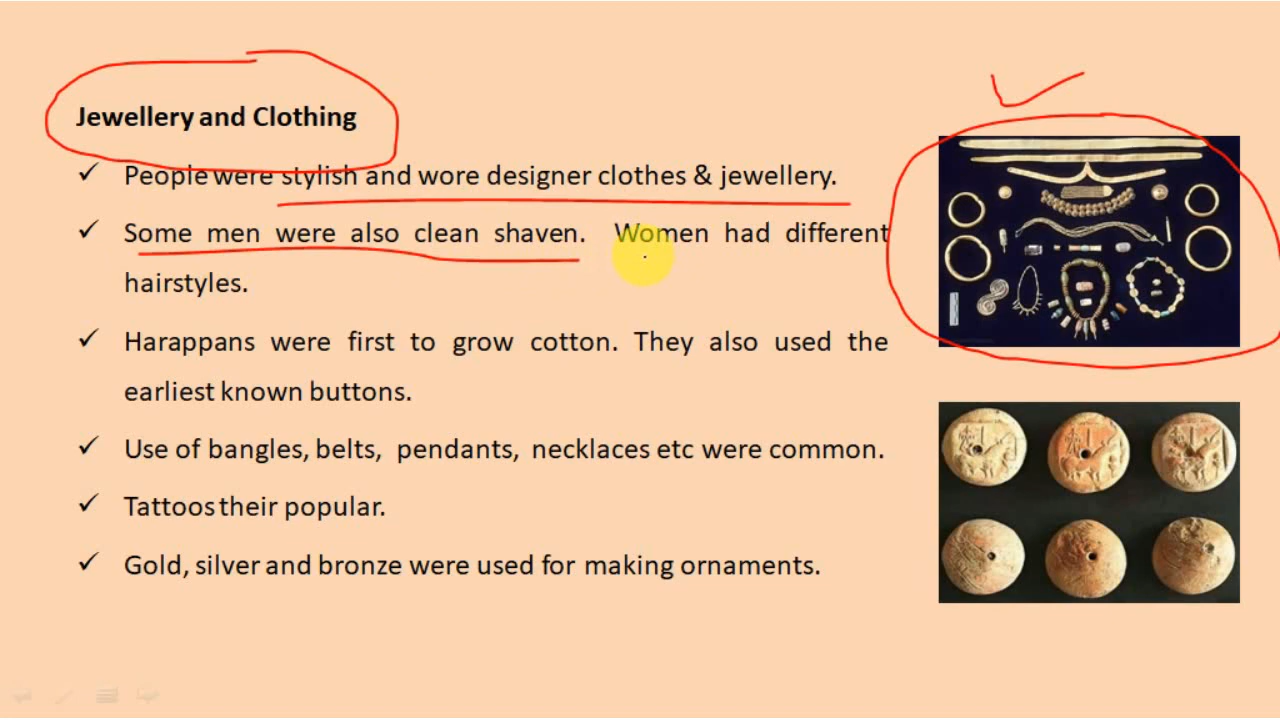 Jewellery and Clothing
People were stylish and wore designer clothes & jewellery.
Some men were also clean shaven. Women had different
hairstyles.
Harappans were first to grow cotton. They also used the
earliest known buttons.
Use of bangles, belts, pendants, necklaces etc were common.
Tattoos their popular.
Gold, silver and bronze were used for making ornaments.